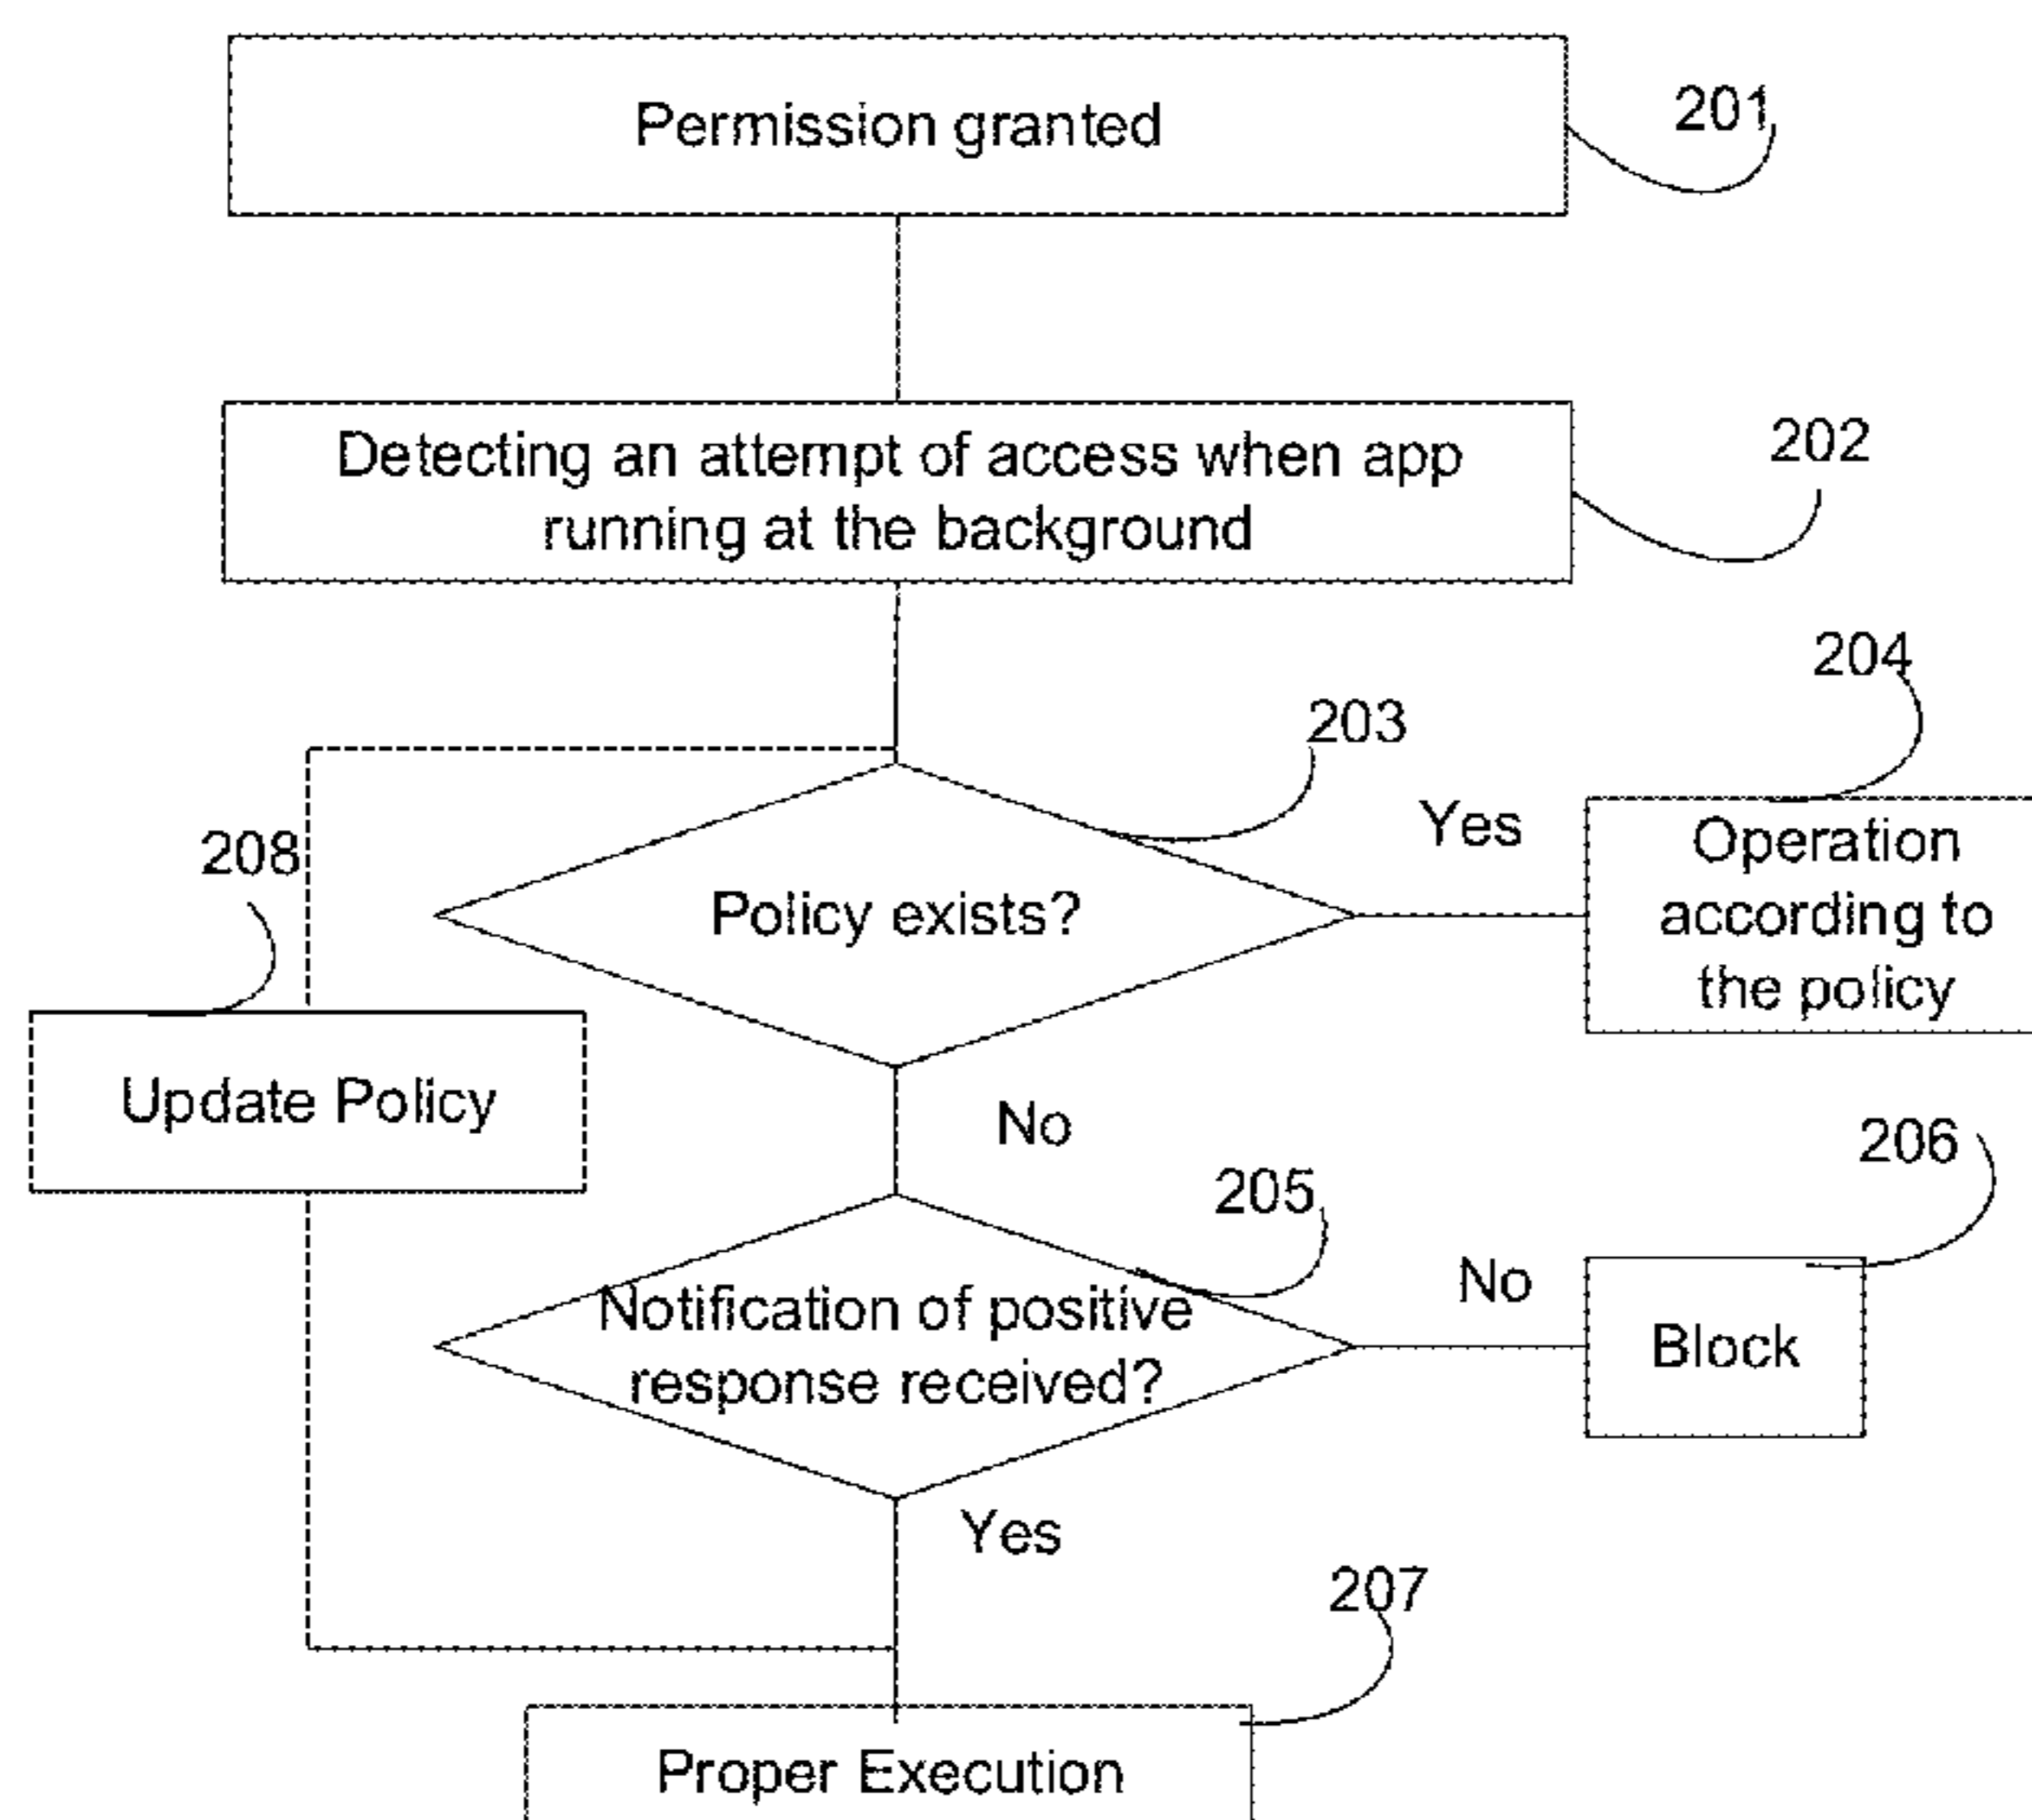 Permission granted
201
Detecting an attempt of access when app
running at the background
202
204
203
Yes
Operation
according to
the policy
208
Policy exists?
Update Policy
No
206
205
No
Notification of positive
response received?
Block
Yes
207
Proper Execution